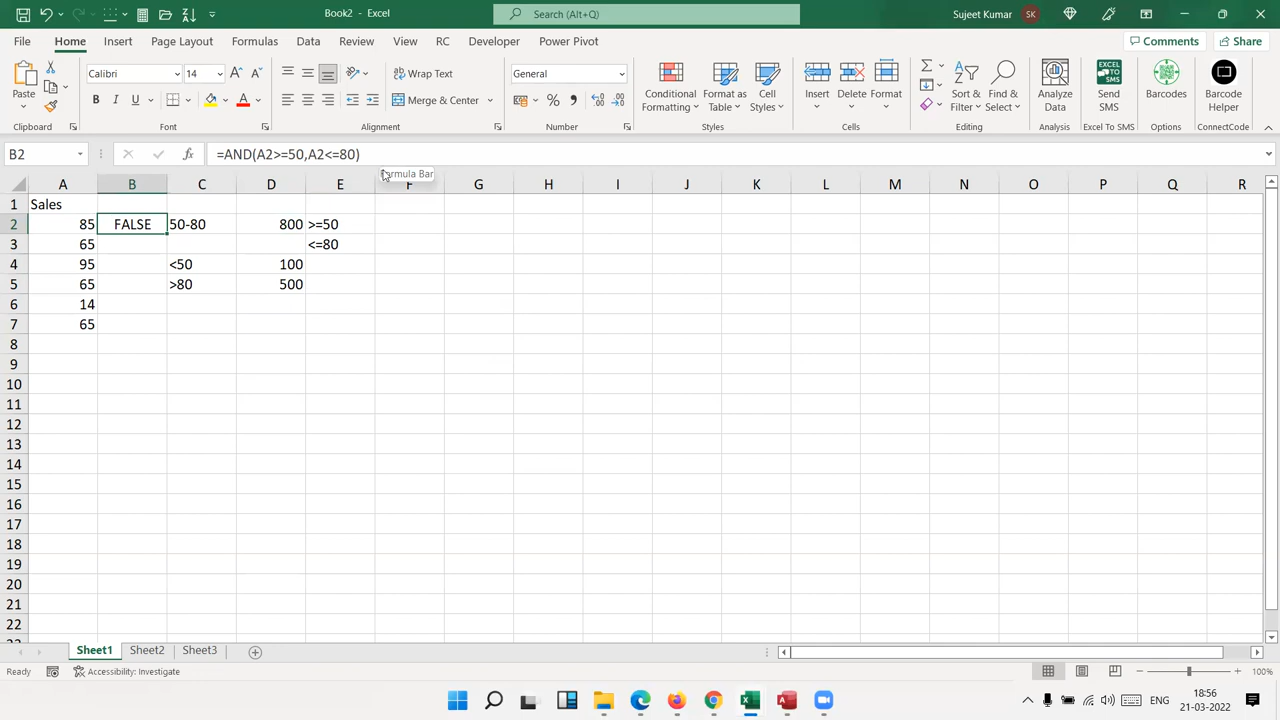 Book2 - Excel
Search (Alt+Q)
Sujeet Kumar
SK
File Home Insert Page Layout Formulas Data Review View RC Developer Automate Help Power Pivot
Comments
Share
Paste
Calibri
14
Wrap Text
Merge & Center
General
Conditional Formatting
Format as Table
Cell Styles
Insert
Delete
Format
Sort & Filter
Find & Select
Analyze Data
Send SMS
Barcodes
Barcode Helper
Clipboard
Font
Alignment
Number
Styles
Cells
Editing
Analysis
Excel To SMS
Options
ConnectCode
B2
=AND(A2>=50,A2<=80)
Formula Bar
A B C D E F G H I J K L M N O P Q R
1 Sales
2 85 FALSE 50-80 800 >=50
3 65 <=80
4 95 <50 100
5 65 >80 500
6 14
7 65
8
9
10
11
12
13
14
15
16
17
18
19
20
21
22
Sheet1 Sheet2 Sheet3
Ready
Accessibility: Investigate
100%
ENG
18:56
21-03-2022